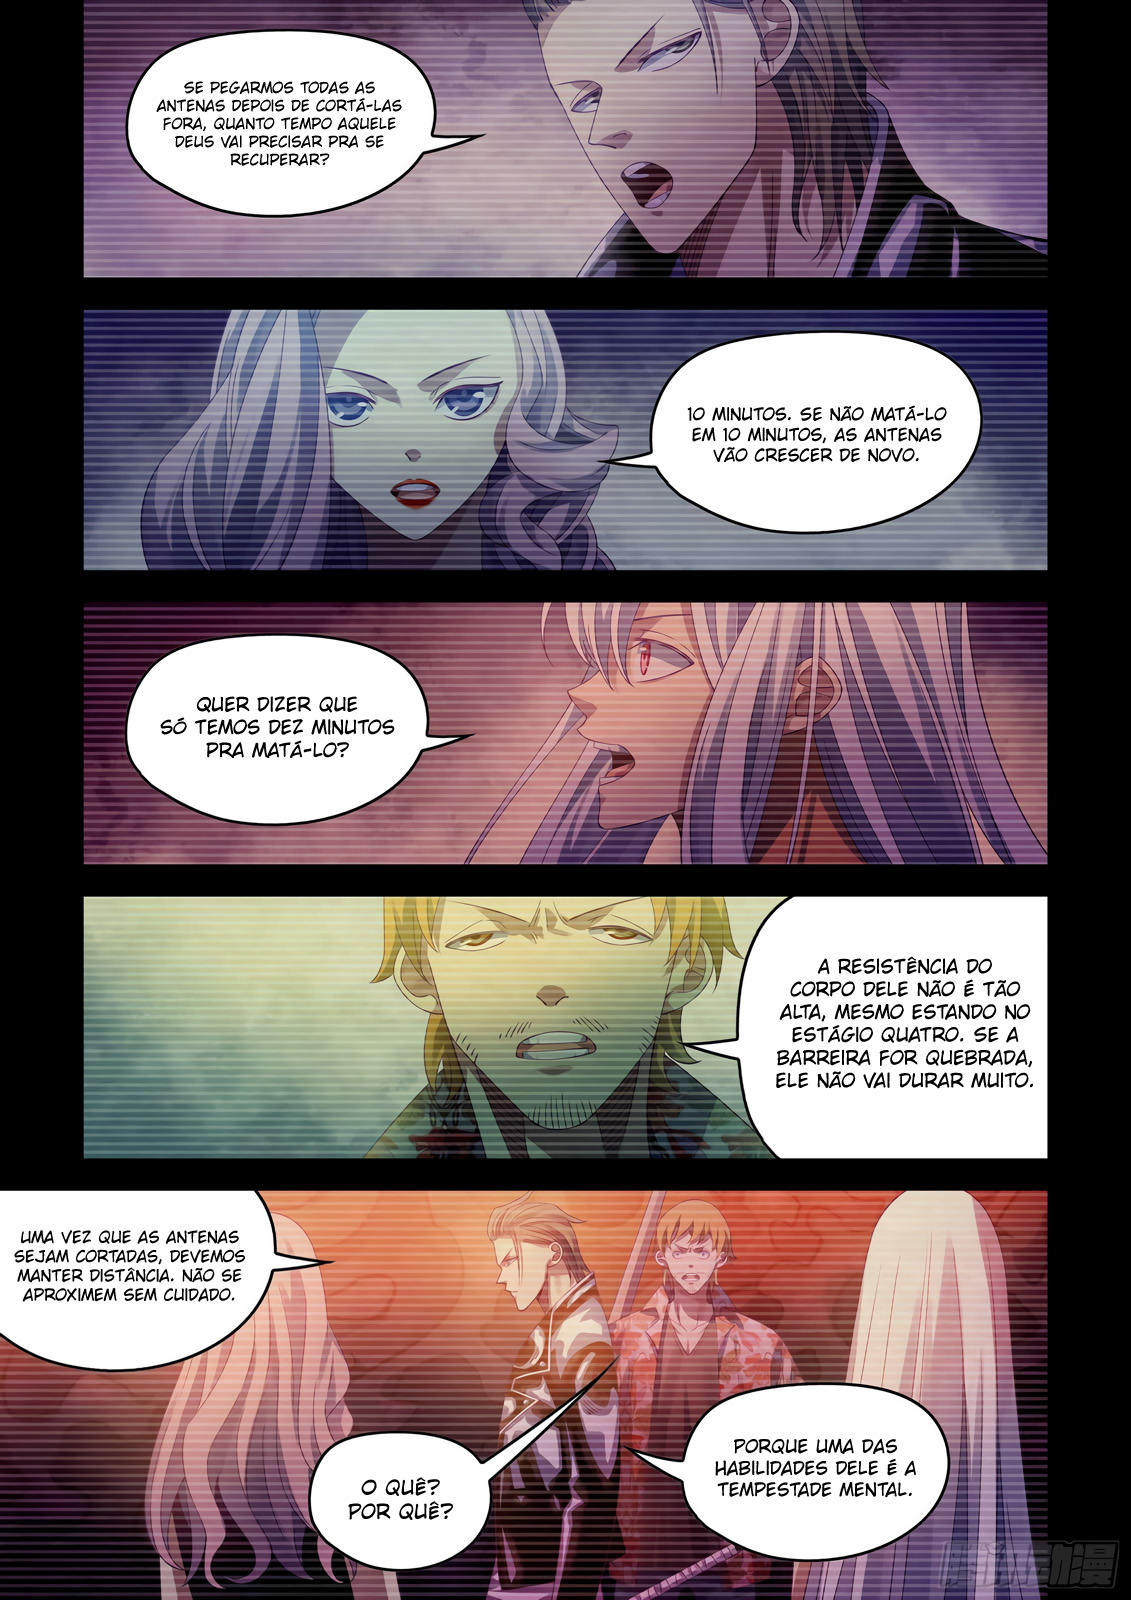 SE PEGARMOS TODAS AS
ANTENAS DEPOIS DE CORTÁ-LAS
FORA, QUANTO TEMPO AQUELE
DEUS VAI PRECISAR PRA SE
RECUPERAR?
10 MINUTOS. SE NÃO MATÁ-LO
EM 10 MINUTOS, AS ANTENAS
VÃO CRESCER DE NOVO.
QUER DIZER QUE
SÓ TEMOS DEZ MINUTOS
PRA MATÁ-LO?
A RESISTÊNCIA DO
CORPO DELE NÃO É TÃO
ALTA, MESMO ESTANDO NO
ESTÁGIO QUATRO. SE A
BARREIRA FOR QUEBRADA,
ELE NÃO VAI DURAR MUITO.
UMA VEZ QUE AS ANTENAS
SEJAM CORTADAS, DEVEMOS
MANTER DISTÂNCIA. NÃO SE
APROXIMEM SEM CUIDADO.
O QUÊ?
POR QUÊ?
PORQUE UMA DAS
HABILIDADES DELE É A
TEMPESTADE MENTAL.